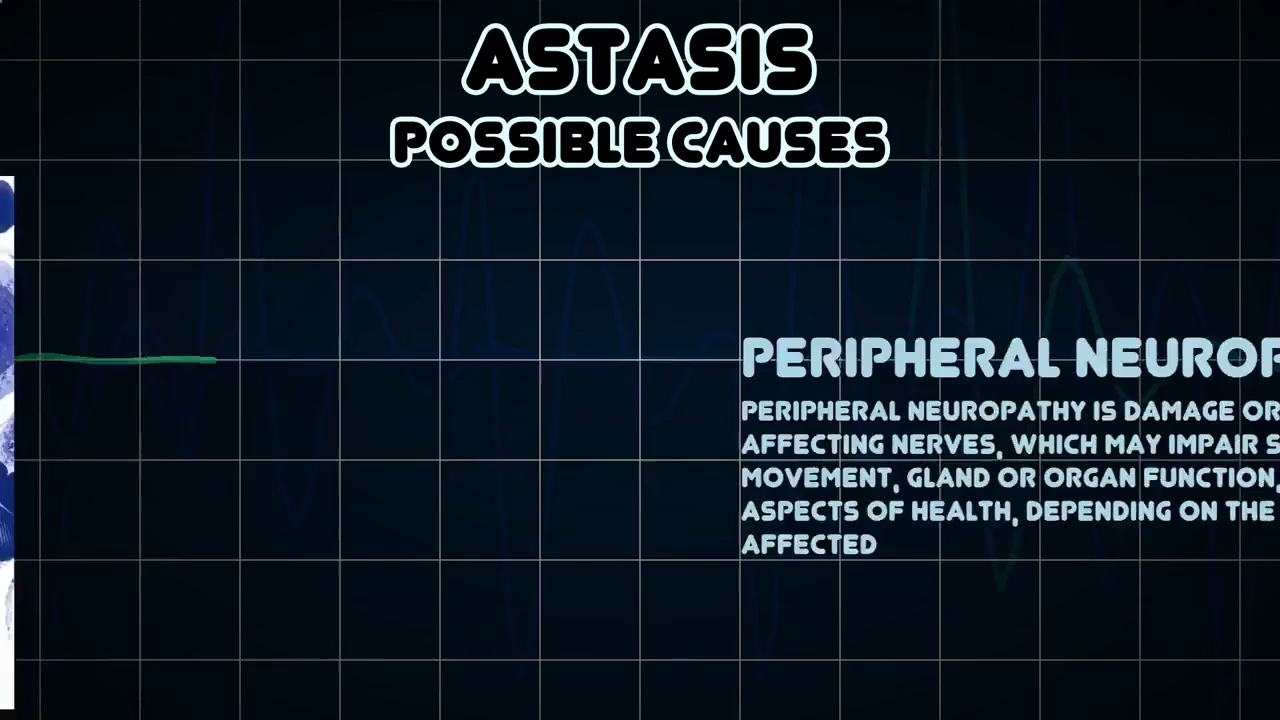 ASTASIS
POSSIBLE CAUSES
PERIPHERAL
PERIPHERAL NEUROPATHY IS DAMAGE OR
AFFECTING NERVES, WHICH MAY IMPAIR
MOVEMENT, GLAND OR ORGAN FUNCTION,
ASPECTS OF HEALTH, DEPENDING ON THE
AFFECTED